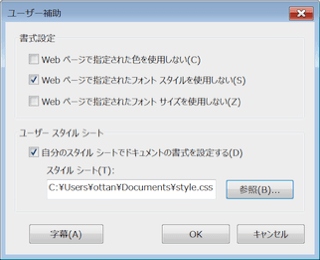 ユーザー補助
書式設定
Web ページで指定された色を使用しない(C)
Web ページで指定されたフォント スタイルを使用しない(S)
Web ページで指定されたフォント サイズを使用しない(Z)
ユーザー スタイル シート
自分のスタイル シートでドキュメントの書式を設定する(D)
スタイル シート(T):
C:¥Users¥ottan¥Documents¥style.css
参照(B)...
字幕(A)
OK
キャンセル